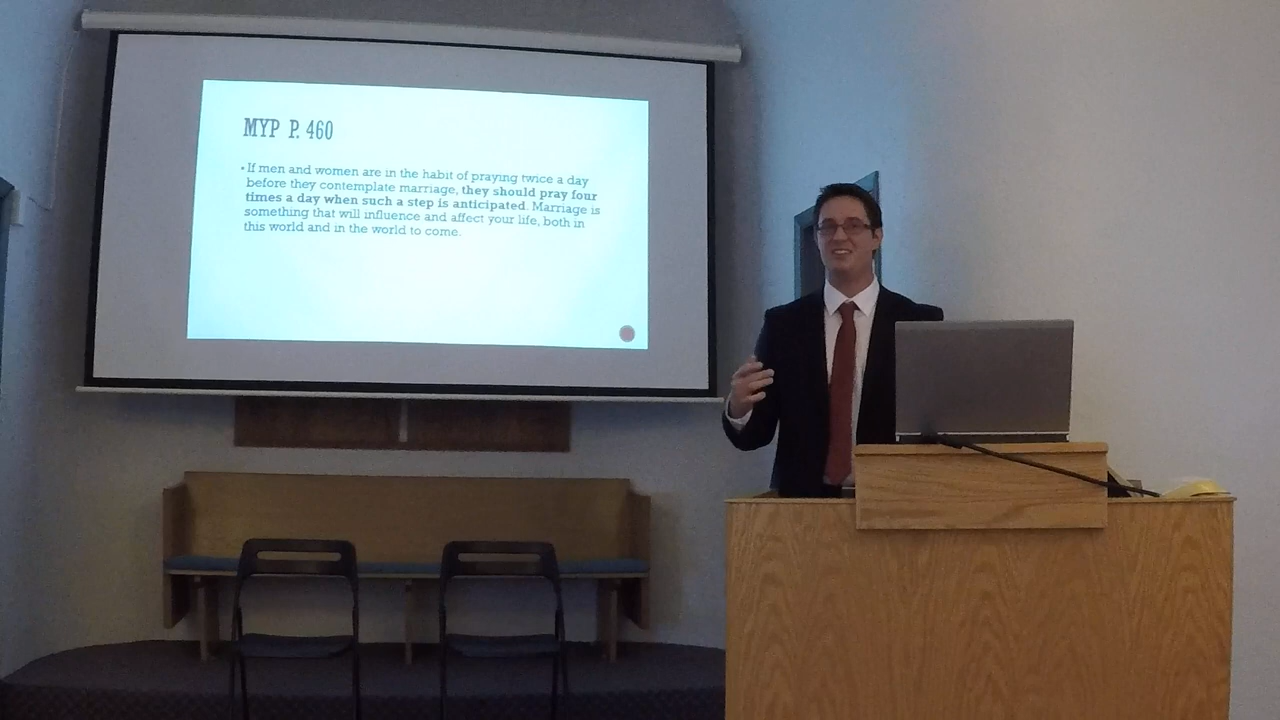 MYP P. 460
▪ If men and women are in the habit of praying twice a day
before they contemplate marriage, they should pray four
times a day when such a step is anticipated. Marriage is
something that will influence and affect your life, both in
this world and in the world to come.